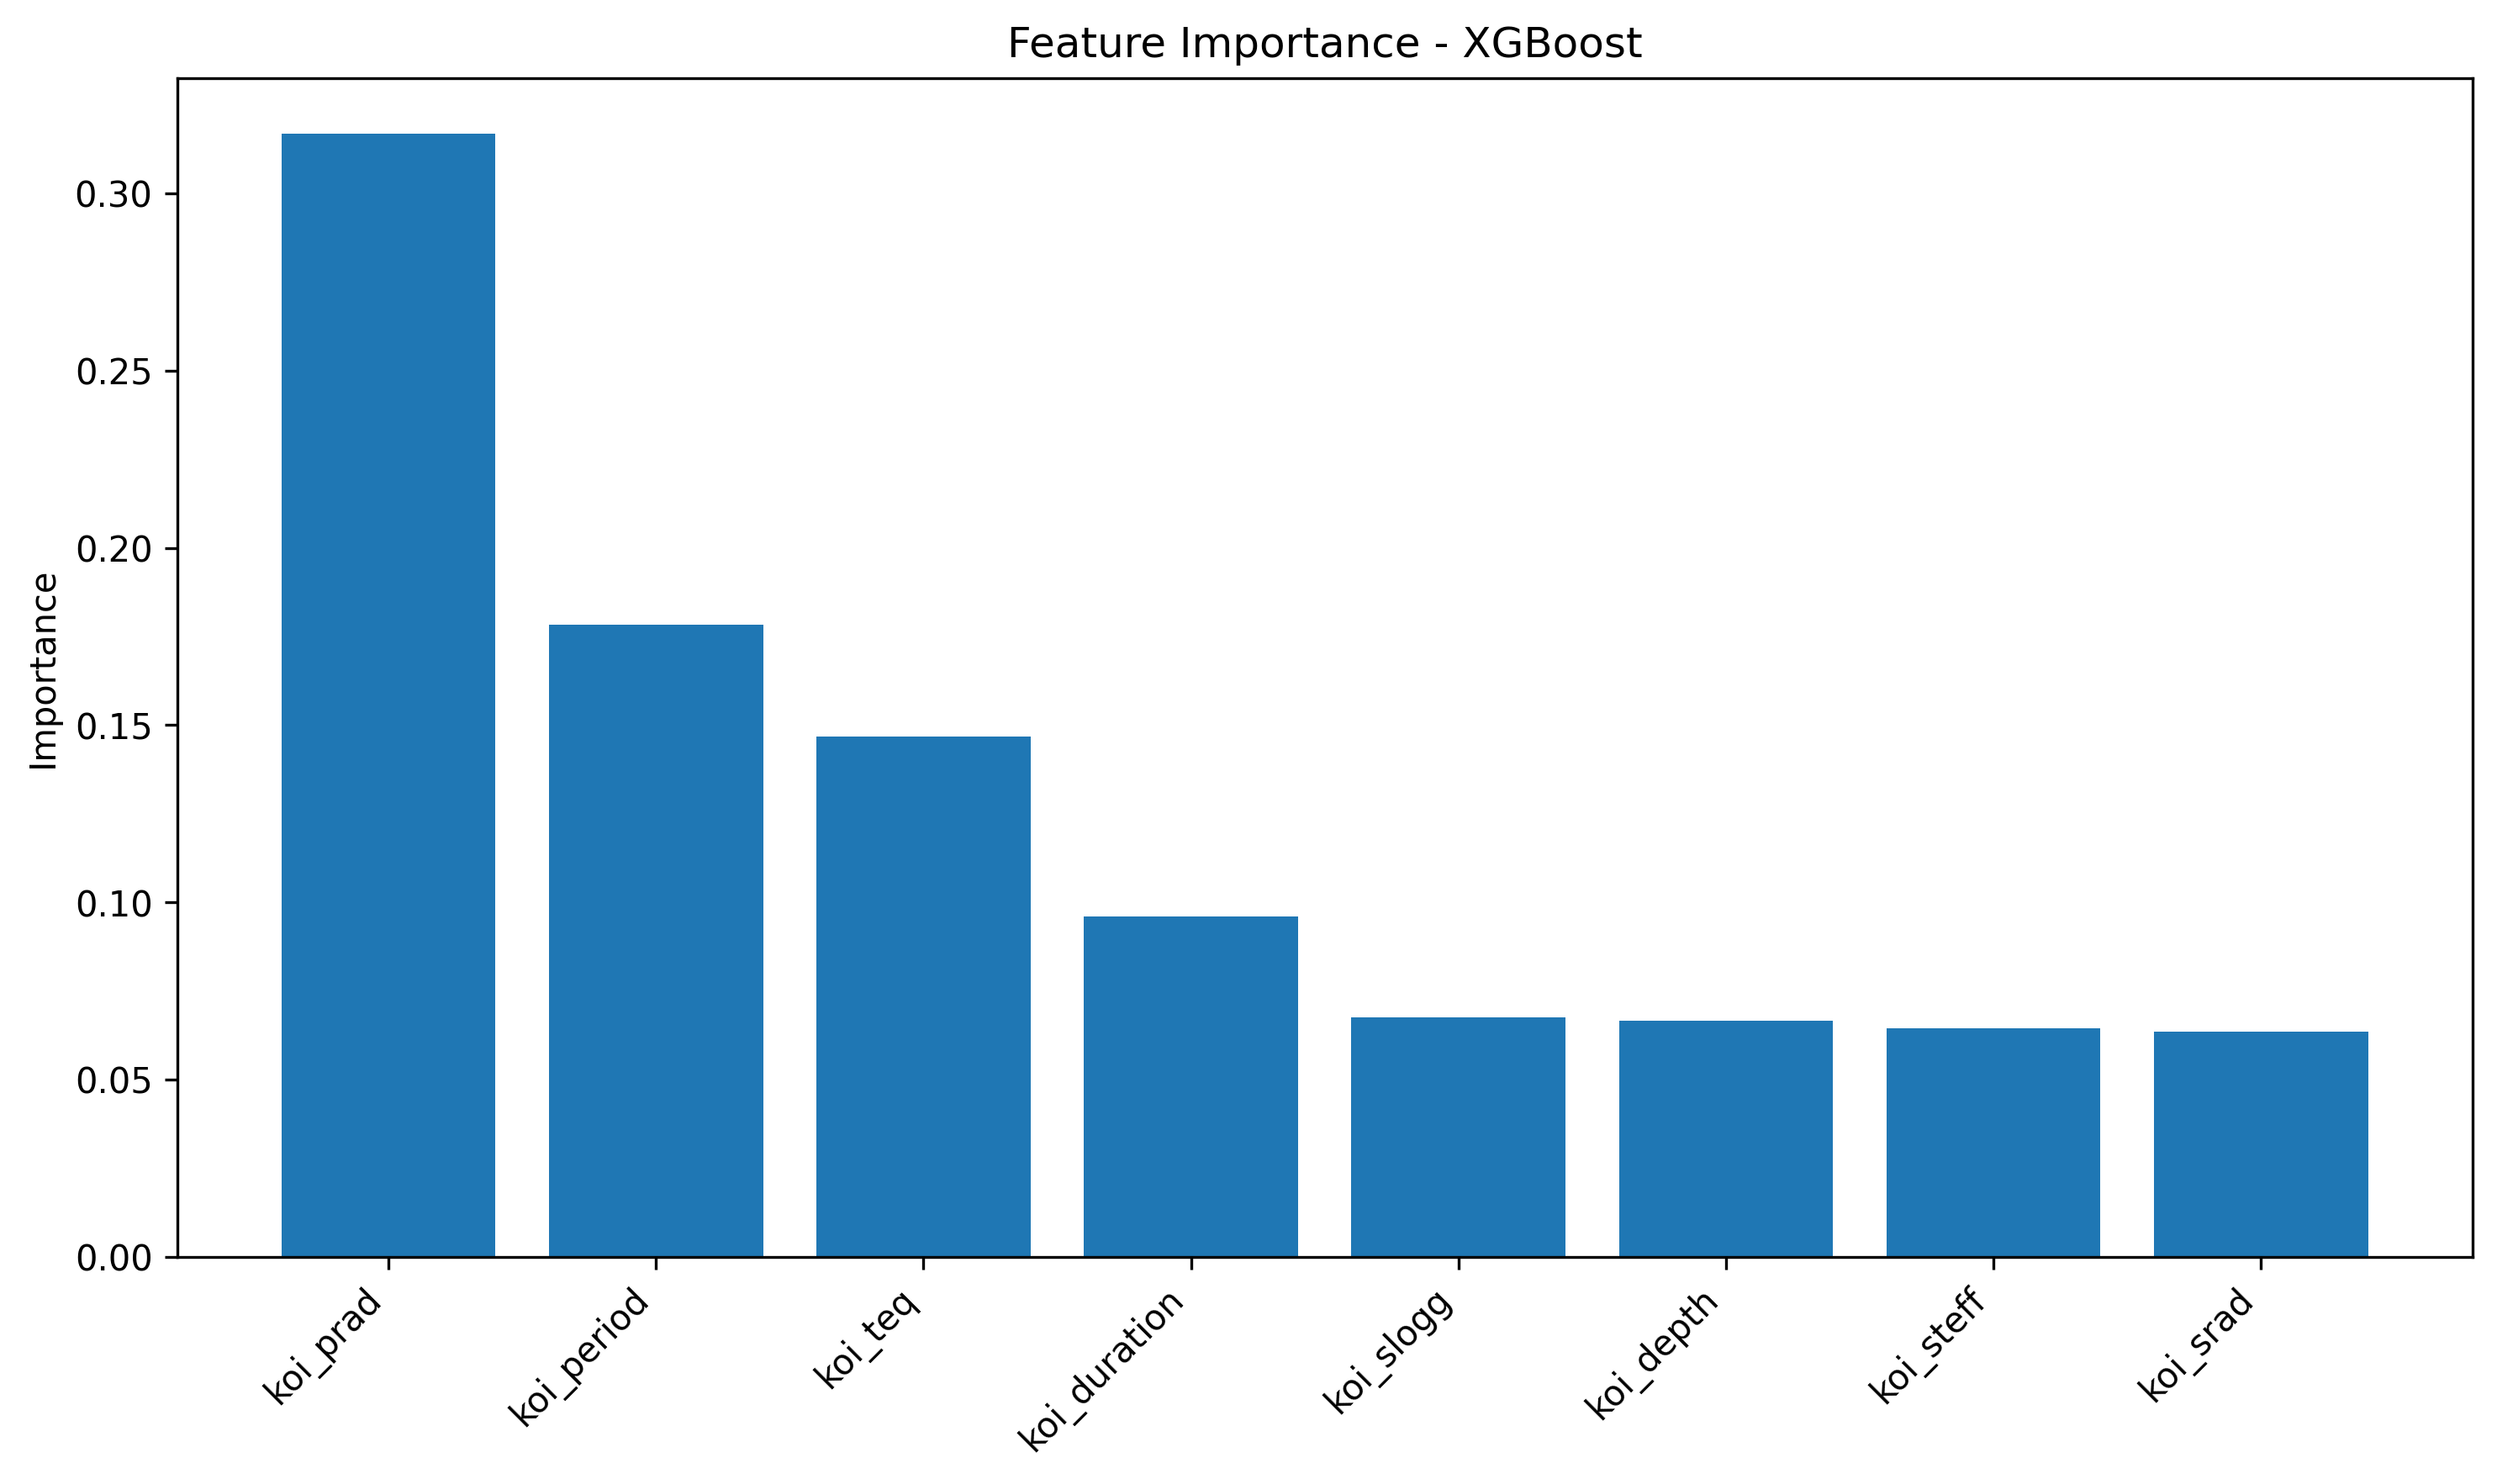 Feature Importance - XGBoost
Importance
0.30
0.25
0.20
0.15
0.10
0.05
0.00
koi_prad
koi_period
koi_teq
koi_duration
koi_slogg
koi_depth
koi_steff
koi_srad